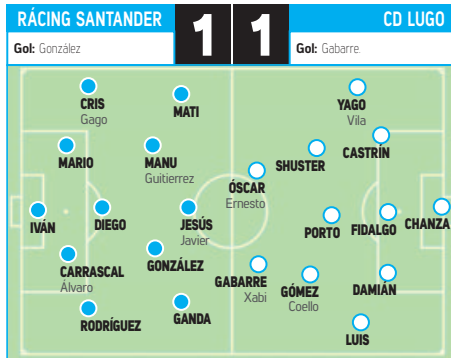 RÁCING SANTANDER 1 1 CD LUGO
Gol: González Gol: Gabarre
CRIS
Gago
MATI
YAGO
Vila
MARIO
MANU
Guitierrez
SHUSTER
CASTRÍN
ÓSCAR
Ernesto
IVÁN
DIEGO
JESÚS
Javier
PORTO
FIDALGO
CHANZA
CARRASCAL
Álvaro
GONZÁLEZ
GABARRE
Xabi
GÓMEZ
Coello
DAMIÁN
RODRÍGUEZ
GANDA
LUIS